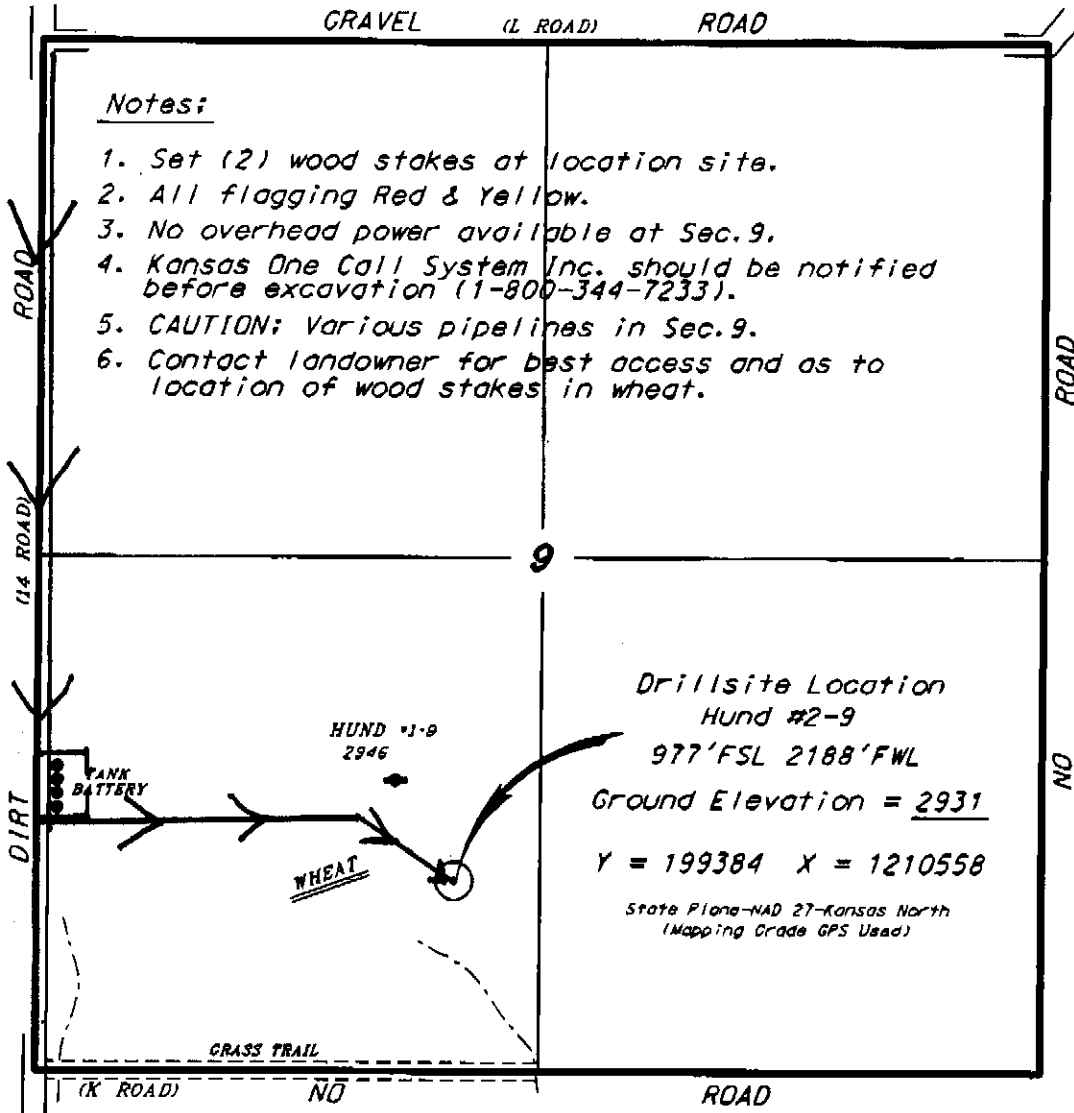 GRAVEL (L ROAD) ROAD
Notes:
1. Set (2) wood stakes at location site.
2. All flagging Red & Yellow.
3. No overhead power available at Sec.9.
4. Kansas One Call System Inc. should be notified
before excavation (1-800-344-7233).
5. CAUTION: Various pipelines in Sec.9.
6. Contact landowner for best access and as to
location of wood stakes in wheat.
ROAD
(14 ROAD)
DIRT
ROAD
NO
9
HUND #1-9
2946
TANK
BATTERY
WHEAT
Drillsite Location
Hund #2-9
977'FSL 2188'FWL
Ground Elevation = 2931
Y = 199384 X = 1210558
State Plane-NAD 27-Kansas North
(Mapping Grade GPS Used)
GRASS TRAIL
(K ROAD) NO ROAD